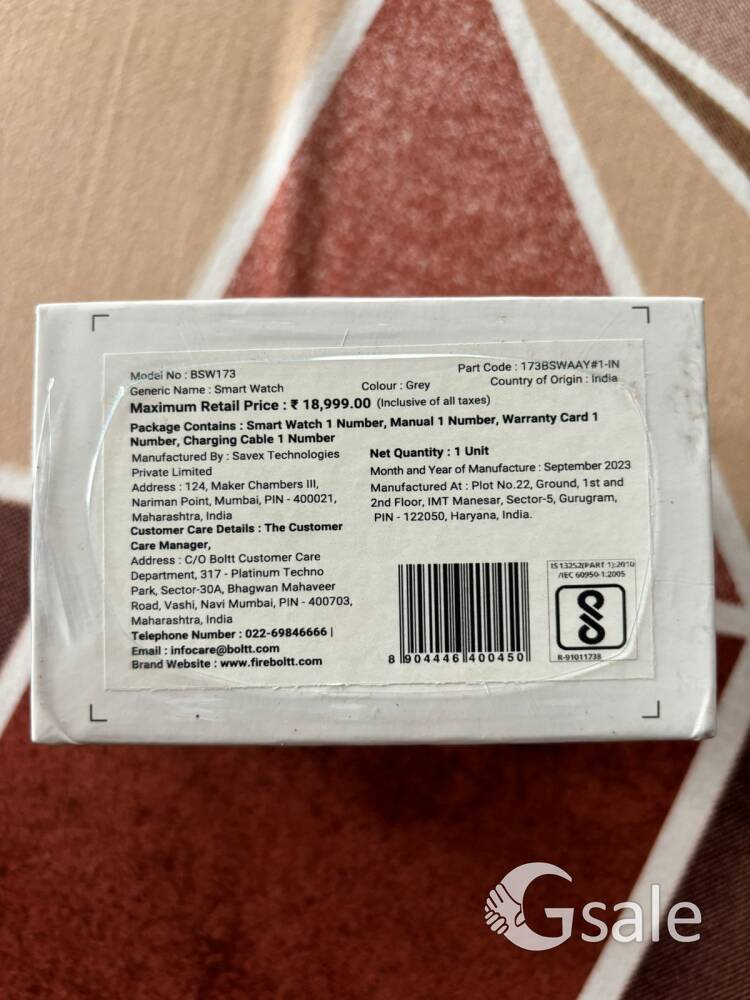 Model No : BSW173
Part Code : 173BSWAAY#1-IN
Generic Name : Smart Watch
Colour : Grey
Country of Origin : India
Maximum Retail Price : ₹ 18,999.00 (Inclusive of all taxes)
Package Contains : Smart Watch 1 Number, Manual 1 Number, Warranty Card 1
Number, Charging Cable 1 Number
Manufactured By : Savex Technologies
Private Limited
Address : 124, Maker Chambers III,
Nariman Point, Mumbai, PIN - 400021,
Maharashtra, India
Customer Care Details : The Customer
Care Manager,
Address : C/O Boltt Customer Care
Department, 317 - Platinum Techno
Park, Sector-30A, Bhagwan Mahaveer
Road, Vashi, Navi Mumbai, PIN - 400703,
Maharashtra, India
Telephone Number : 022-69846666 |
Email : infocare@boltt.com
Brand Website : www.fireboltt.com
Net Quantity : 1 Unit
Month and Year of Manufacture : September 2023
Manufactured At : Plot No.22, Ground, 1st and
2nd Floor, IMT Manesar, Sector-5, Gurugram,
PIN - 122050, Haryana, India.
8 904446 400450
IS 13252(PART 1):2010
/IEC 60950-1:2005
R-91011738
Gsale